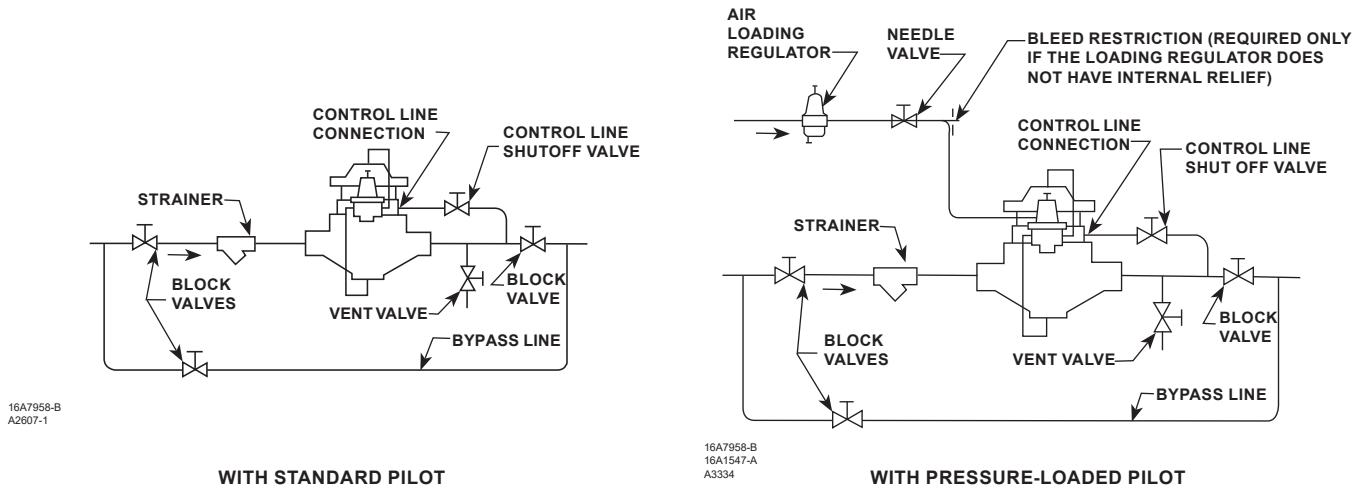 CONTROL LINE
CONNECTION
CONTROL LINE
SHUTOFF VALVE
STRAINER
BLOCK
VALVES
BLOCK
VALVE
VENT VALVE
BYPASS LINE
16A7958-B
A2607-1
WITH STANDARD PILOT
AIR
LOADING
REGULATOR
NEEDLE
VALVE
BLEED RESTRICTION (REQUIRED ONLY
IF THE LOADING REGULATOR DOES
NOT HAVE INTERNAL RELIEF)
CONTROL LINE
CONNECTION
CONTROL LINE
SHUT OFF VALVE
STRAINER
BLOCK
VALVES
BLOCK
VALVE
VENT VALVE
BYPASS LINE
16A7958-B
16A1547-A
A3334
WITH PRESSURE-LOADED PILOT